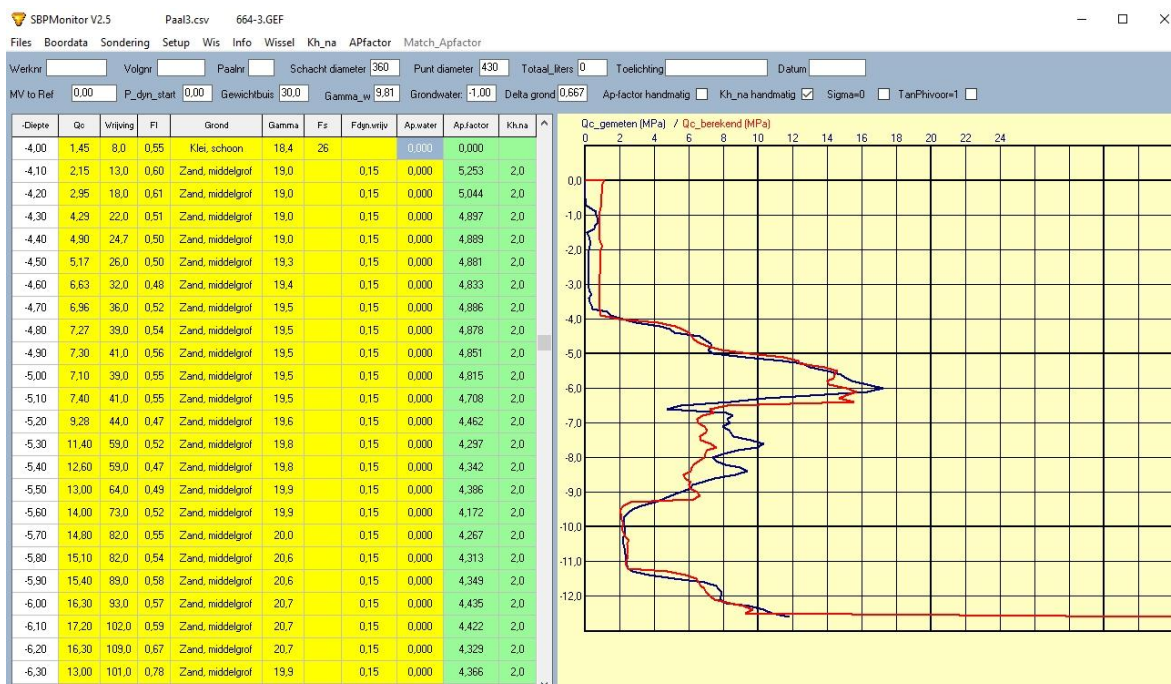 SBPMonitor V2.5 Paal3.csv 664-3.GEF
Files Boordata Sondering Setup Wis Info Wissel Kh_na APfactor Match_Apfactor
Werknr Volgnr Paalnr Schacht diameter 360 Punt diameter 430 Totaal_liters 0 Toelichting Datum
MV to Ref 0,00 P_dyn_start 0,00 Gewichtbuis 30,0 Gamma_w 9,81 Grondwater: -1,00 Delta grond 0,667 Ap-factor handmatig Kh_na handmatig Sigma=0 TanPhivoor=1
-Diepte Qc Vrijving Fl Grond Gamma Fs Fdyn.wrijv Ap.water Ap.factor Kh.na
-4,00 1,45 8,0 0,55 Klei, schoon 18,4 26 0,000 0,000
-4,10 2,15 13,0 0,60 Zand, middelgrof 19,0 0,15 0,000 5,253 2,0
-4,20 2,95 18,0 0,61 Zand, middelgrof 19,0 0,15 0,000 5,044 2,0
-4,30 4,29 22,0 0,51 Zand, middelgrof 19,0 0,15 0,000 4,897 2,0
-4,40 4,90 24,7 0,50 Zand, middelgrof 19,0 0,15 0,000 4,889 2,0
-4,50 5,17 26,0 0,50 Zand, middelgrof 19,3 0,15 0,000 4,881 2,0
-4,60 6,63 32,0 0,48 Zand, middelgrof 19,4 0,15 0,000 4,833 2,0
-4,70 6,96 36,0 0,52 Zand, middelgrof 19,5 0,15 0,000 4,886 2,0
-4,80 7,27 39,0 0,54 Zand, middelgrof 19,5 0,15 0,000 4,878 2,0
-4,90 7,30 41,0 0,56 Zand, middelgrof 19,5 0,15 0,000 4,851 2,0
-5,00 7,10 39,0 0,55 Zand, middelgrof 19,5 0,15 0,000 4,815 2,0
-5,10 7,40 41,0 0,55 Zand, middelgrof 19,5 0,15 0,000 4,708 2,0
-5,20 9,28 44,0 0,47 Zand, middelgrof 19,6 0,15 0,000 4,462 2,0
-5,30 11,40 59,0 0,52 Zand, middelgrof 19,8 0,15 0,000 4,297 2,0
-5,40 12,60 59,0 0,47 Zand, middelgrof 19,8 0,15 0,000 4,342 2,0
-5,50 13,00 64,0 0,49 Zand, middelgrof 19,9 0,15 0,000 4,386 2,0
-5,60 14,00 73,0 0,52 Zand, middelgrof 19,9 0,15 0,000 4,172 2,0
-5,70 14,80 82,0 0,55 Zand, middelgrof 20,0 0,15 0,000 4,267 2,0
-5,80 15,10 82,0 0,54 Zand, middelgrof 20,6 0,15 0,000 4,313 2,0
-5,90 15,40 89,0 0,58 Zand, middelgrof 20,6 0,15 0,000 4,349 2,0
-6,00 16,30 93,0 0,57 Zand, middelgrof 20,7 0,15 0,000 4,435 2,0
-6,10 17,20 102,0 0,59 Zand, middelgrof 20,7 0,15 0,000 4,422 2,0
-6,20 16,30 109,0 0,67 Zand, middelgrof 20,7 0,15 0,000 4,329 2,0
-6,30 13,00 101,0 0,78 Zand, middelgrof 19,9 0,15 0,000 4,366 2,0
Qc_gemeten (MPa) / Qc_berekend (MPa)
0 2 4 6 8 10 12 14 16 18 20 22 24
0,0
-1,0
-2,0
-3,0
-4,0
-5,0
-6,0
-7,0
-8,0
-9,0
-10,0
-11,0
-12,0